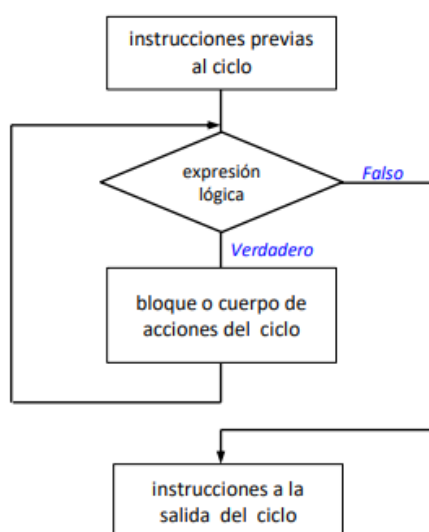 instrucciones previas
al ciclo
expresión
lógica
Falso
Verdadero
bloque o cuerpo de
acciones del ciclo
instrucciones a la
salida del ciclo